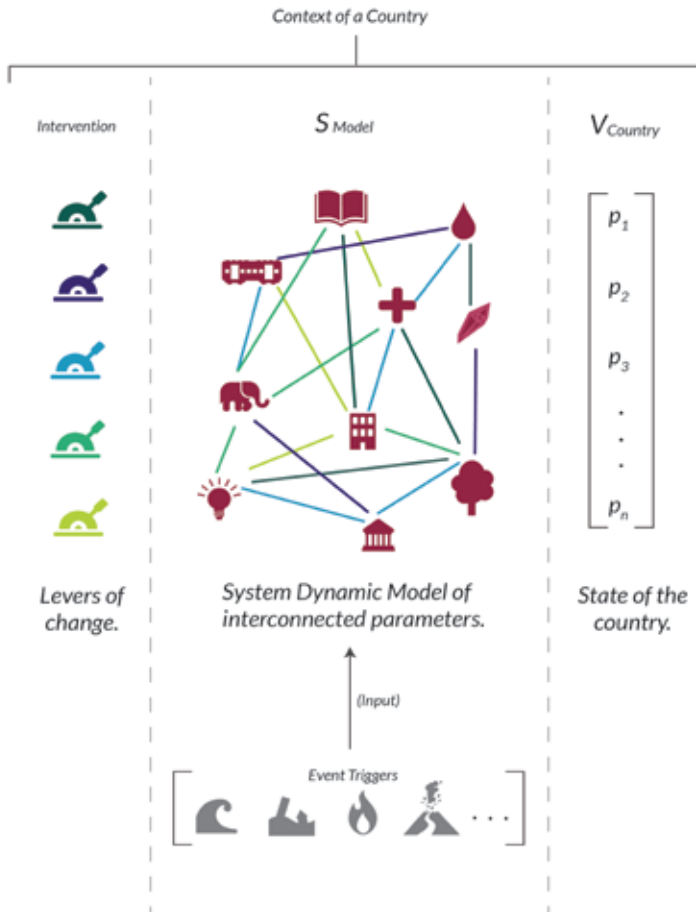 Context of a Country
Intervention
S Model
V Country
p1
p2
p3
.
.
.
pn
Levers of
change.
System Dynamic Model of
interconnected parameters.
State of the
country.
(Input)
Event Triggers
. . .